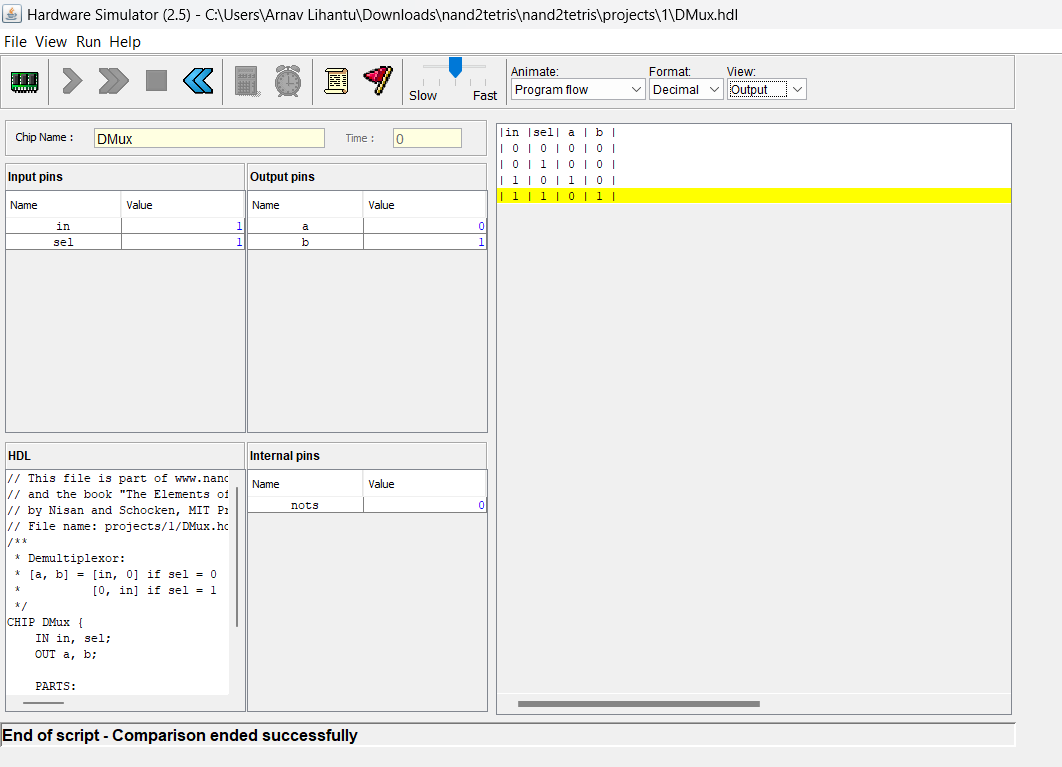 Hardware Simulator (2.5) - C:\Users\Arnav Lihantu\Downloads\nand2tetris\nand2tetris\projects\1\DMux.hdl
File View Run Help
Slow Fast
Animate: Format: View:
Program flow Decimal Output
Chip Name : DMux Time : 0
Input pins
Name Value
in 1
sel 1
Output pins
Name Value
a 0
b 1
HDL
// This file is part of www.nand
// and the book "The Elements of
// by Nisan and Schocken, MIT Pr
// File name: projects/1/DMux.hd
/**
 * Demultiplexor:
 * [a, b] = [in, 0] if sel = 0
 *          [0, in] if sel = 1
 */
CHIP DMux {
    IN in, sel;
    OUT a, b;
    PARTS:
Internal pins
Name Value
nots 0
|in |sel| a | b |
| 0 | 0 | 0 | 0 |
| 0 | 1 | 0 | 0 |
| 1 | 0 | 1 | 0 |
| 1 | 1 | 0 | 1 |
End of script - Comparison ended successfully